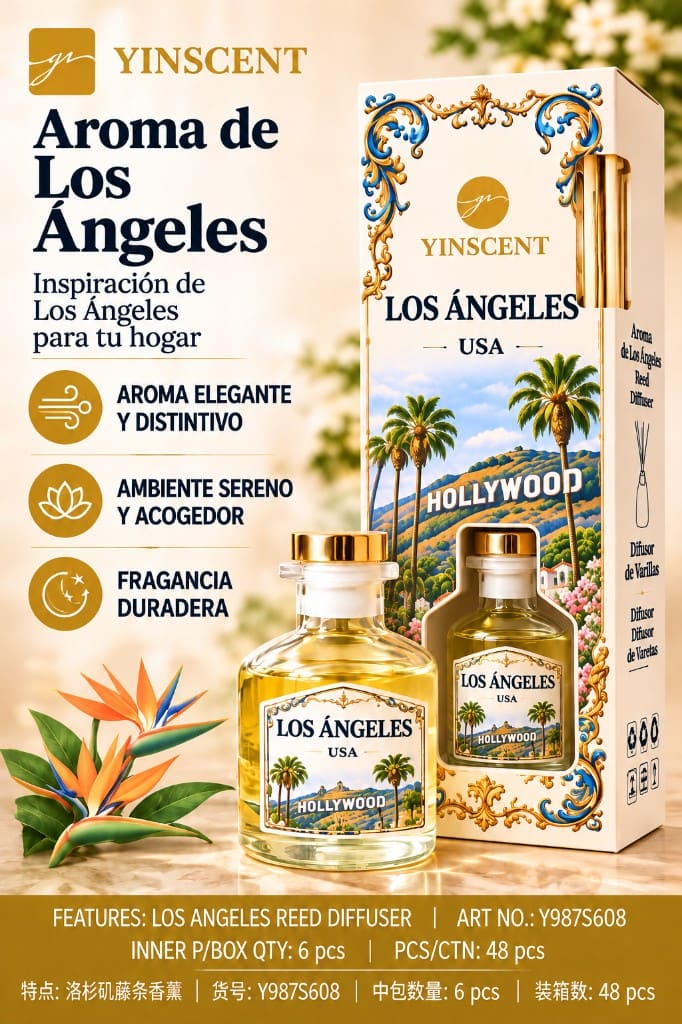 YINSCENT
Aroma de
Los
Ángeles
Inspiración de
Los Ángeles
para tu hogar
AROMA ELEGANTE
Y DISTINTIVO
AMBIENTE SERENO
Y ACOGEDOR
FRAGANCIA
DURADERA
YINSCENT
LOS ÁNGELES
USA
HOLLYWOOD
LOS ÁNGELES
USA
HOLLYWOOD
Aroma
de Los Ángeles
Reed
Diffuser
Difusor
de Varillas
Difusor
Difusor
de Varetas
LOS ÁNGELES
USA
HOLLYWOOD
FEATURES: LOS ANGELES REED DIFFUSER | ART NO.: Y987S608
INNER P/BOX QTY: 6 pcs | PCS/CTN: 48 pcs
特点: 洛杉矶藤条香薰 | 货号: Y987S608 | 中包数量: 6 pcs | 装箱数: 48 pcs